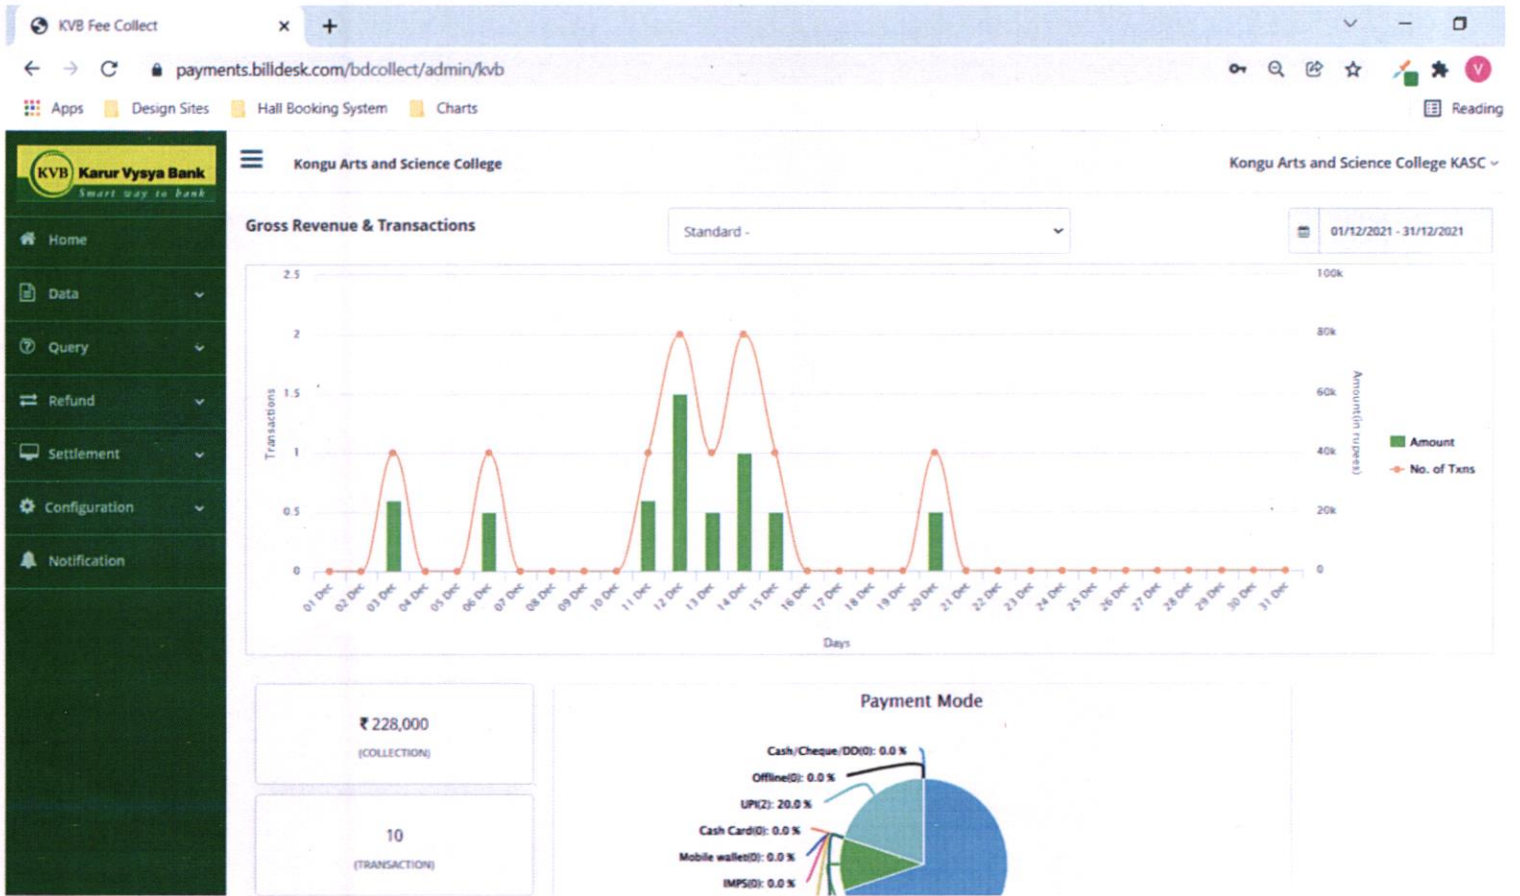 KVB Fee Collect
payments.billdesk.com/bdcollect/admin/kvb
V
Apps Design Sites Hall Booking System Charts Reading
KVB Karur Vysya Bank
Smart way to bank
Kongu Arts and Science College
Kongu Arts and Science College KASC
Home
Data
Query
Refund
Settlement
Configuration
Notification
Gross Revenue & Transactions
Standard -
01/12/2021 - 31/12/2021
2.5
2
1.5
1
0.5
0
Transactions
100k
80k
60k
40k
20k
0
Amount(in rupees)
Amount
No. of Txns
01 Dec 02 Dec 03 Dec 04 Dec 05 Dec 06 Dec 07 Dec 08 Dec 09 Dec 10 Dec 11 Dec 12 Dec 13 Dec 14 Dec 15 Dec 16 Dec 17 Dec 18 Dec 19 Dec 20 Dec 21 Dec 22 Dec 23 Dec 24 Dec 25 Dec 26 Dec 27 Dec 28 Dec 29 Dec 30 Dec 31 Dec
Days
₹ 228,000
(COLLECTION)
10
(TRANSACTION)
Payment Mode
Cash/Cheque/DD(0): 0.0 %
Offline(0): 0.0 %
UPI(2): 20.0 %
Cash Card(0): 0.0 %
Mobile wallet(0): 0.0 %
IMPS(0): 0.0 %